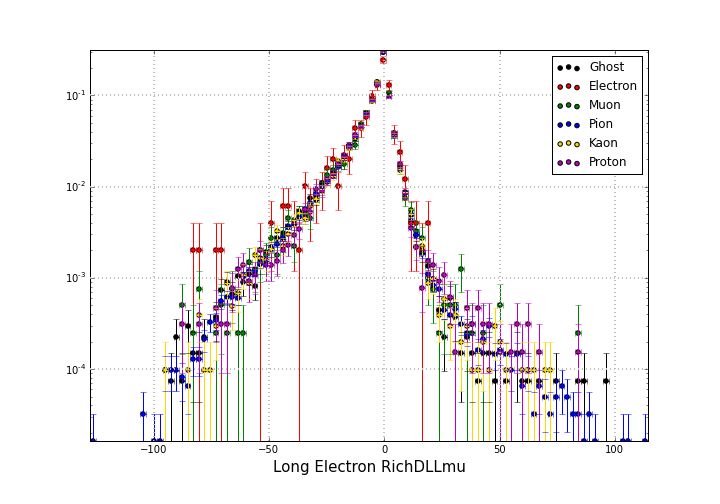 Ghost
Electron
Muon
Pion
Kaon
Proton
10⁻¹
10⁻²
10⁻³
10⁻⁴
−100 −50 0 50 100
Long Electron RichDLLmu